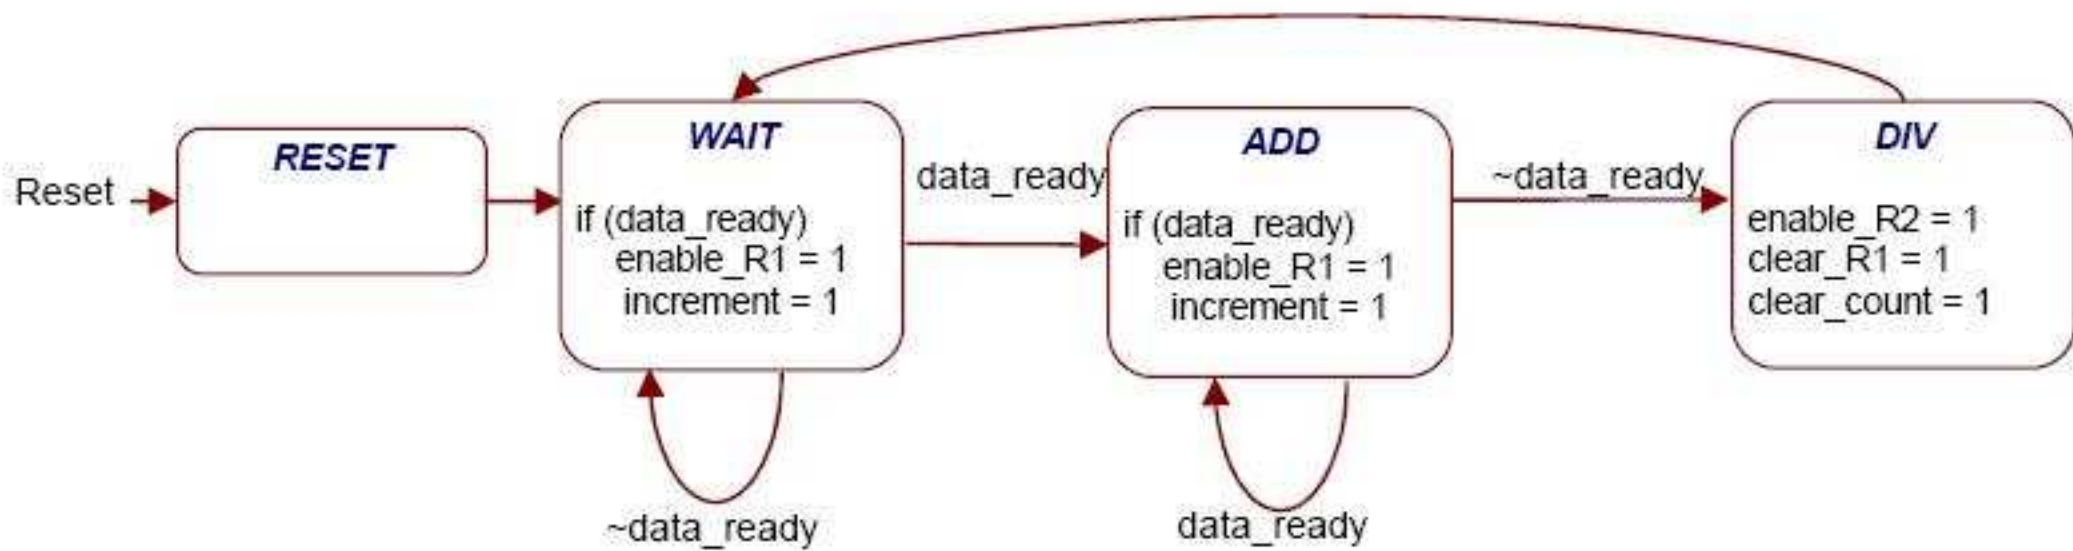 Reset
RESET
WAIT
if (data_ready)
enable_R1 = 1
increment = 1
~data_ready
data_ready
ADD
if (data_ready)
enable_R1 = 1
increment = 1
data_ready
~data_ready
DIV
enable_R2 = 1
clear_R1 = 1
clear_count = 1